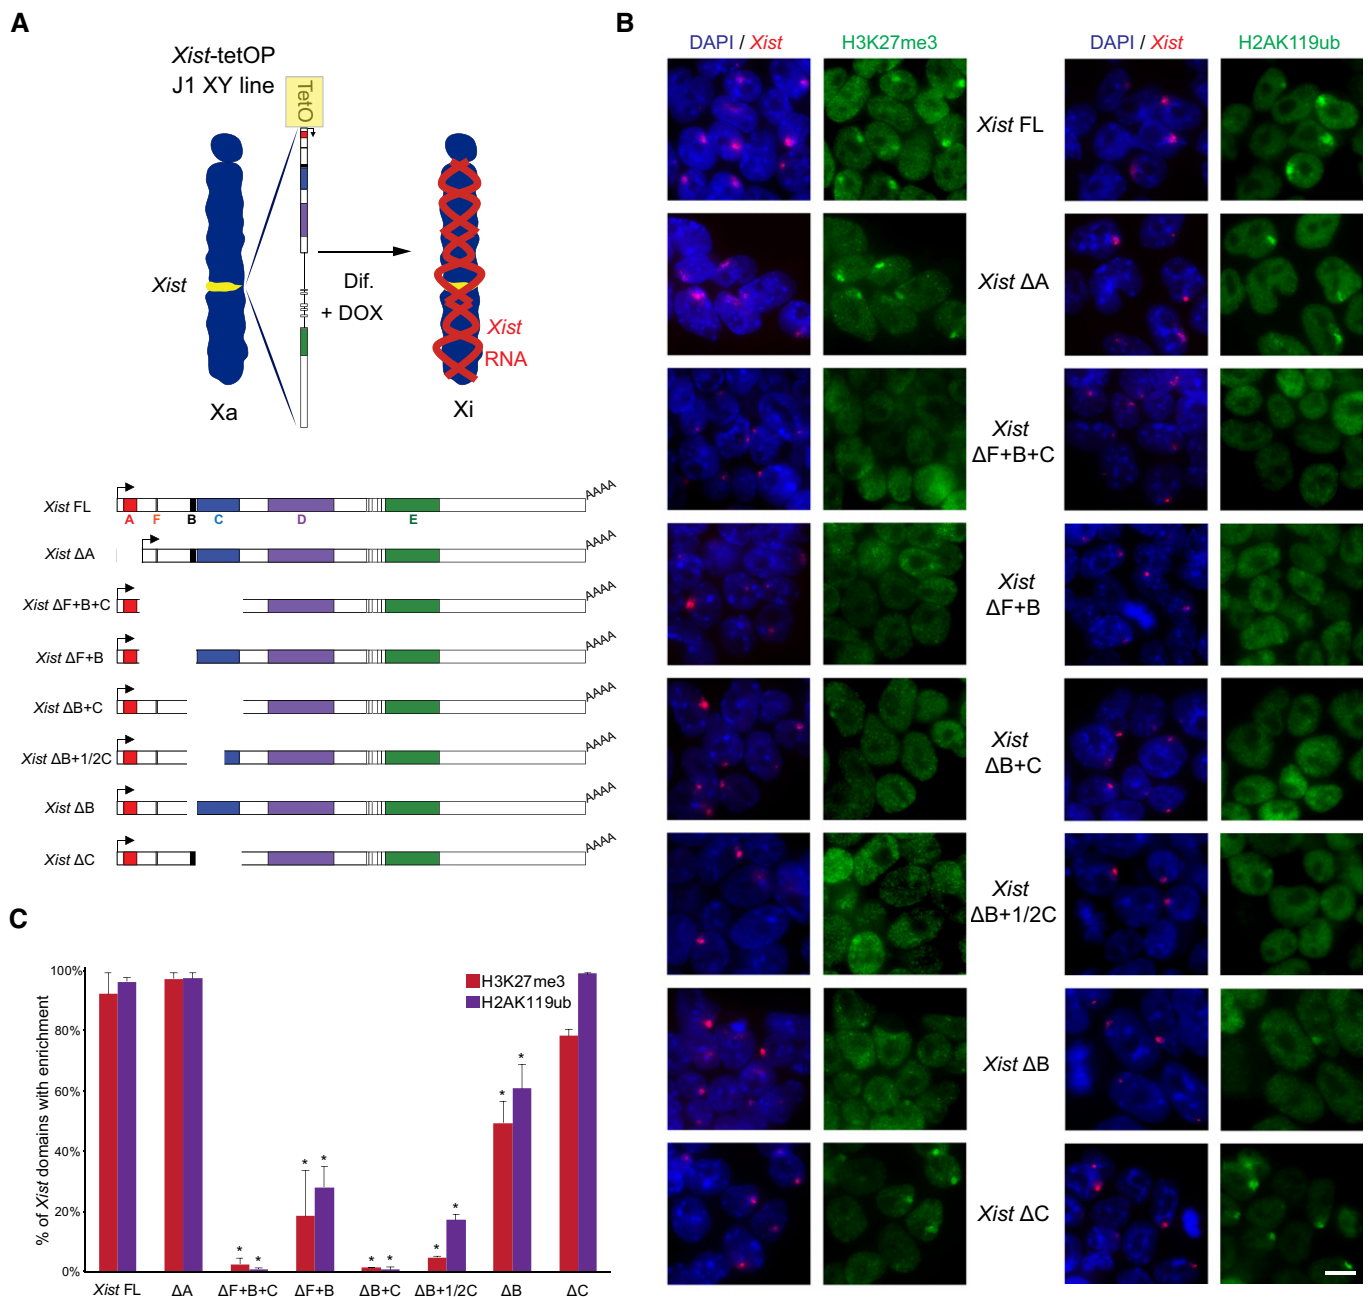 A
Xist-tetOP
J1 XY line
TetO
Xist
Dif.
+ DOX
Xist
RNA
Xa
Xi
Xist FL
AAAA
A F B C D E
Xist ΔA
AAAA
Xist ΔF+B+C
AAAA
Xist ΔF+B
AAAA
Xist ΔB+C
AAAA
Xist ΔB+1/2C
AAAA
Xist ΔB
AAAA
Xist ΔC
AAAA
B
DAPI / Xist
H3K27me3
DAPI / Xist
H2AK119ub
Xist FL
Xist ΔA
Xist
ΔF+B+C
Xist
ΔF+B
Xist
ΔB+C
Xist
ΔB+1/2C
Xist ΔB
Xist ΔC
C
% of Xist domains with enrichment
100%
80%
60%
40%
20%
0%
H3K27me3
H2AK119ub
* * * * * * * * * *
Xist FL ΔA ΔF+B+C ΔF+B ΔB+C ΔB+1/2C ΔB ΔC